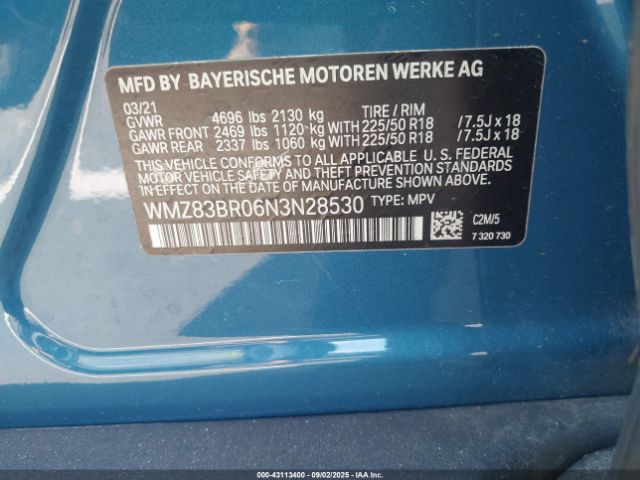 MFD BY BAYERISCHE MOTOREN WERKE AG
03/21
GVWR 4696 lbs 2130 kg TIRE / RIM
GAWR FRONT 2469 lbs 1120 kg WITH 225/50 R18 /7.5J x 18
GAWR REAR 2337 lbs 1060 kg WITH 225/50 R18 /7.5J x 18
THIS VEHICLE CONFORMS TO ALL APPLICABLE U. S. FEDERAL
MOTOR VEHICLE SAFETY AND THEFT PREVENTION STANDARDS
IN EFFECT ON THE DATE OF MANUFACTURE SHOWN ABOVE.
WMZ83BR06N3N28530 TYPE: MPV
C2M/5
7 320 730
© COPART - 43113400 - 09/02/2025 - COPART.COM